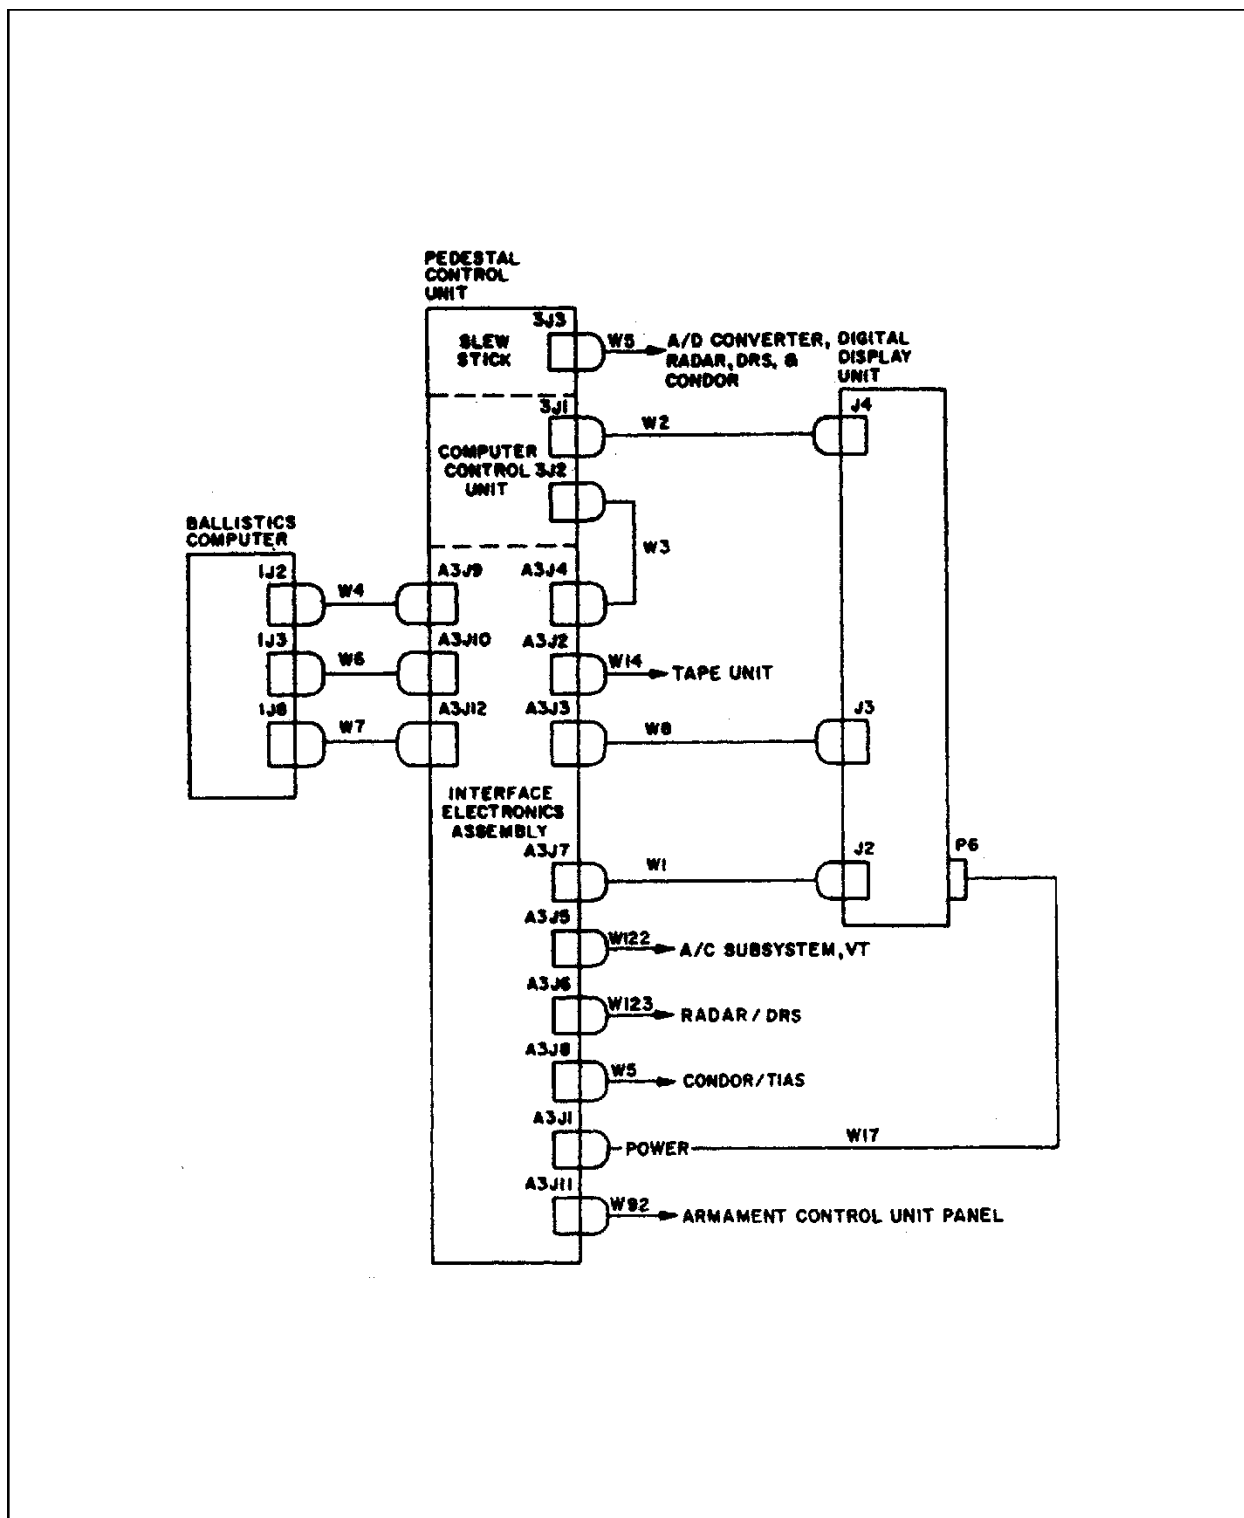 PEDESTAL
CONTROL
UNIT
SLEW
STICK
3J3
W5
A/D CONVERTER,
RADAR, DRS, &
CONDOR
DIGITAL
DISPLAY
UNIT
3J1
W2
J4
COMPUTER
CONTROL
UNIT
3J2
W3
BALLISTICS
COMPUTER
1J2
W4
A3J9
A3J4
1J3
W6
A3J10
A3J2
W14
TAPE UNIT
W7
A3J12
A3J3
J3
INTERFACE
ELECTRONICS
ASSEMBLY
A3J7
W1
J2
P6
A3J5
W122
A/C SUBSYSTEM, VT
A3J6
W123
RADAR/DRS
A3J8
W5
CONDOR/TIAS
A3J1
POWER
W17
A3J11
W92
ARMAMENT CONTROL UNIT PANEL